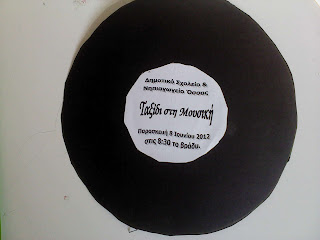 Δημοτικό Σχολείο &
Νηπιαγωγείο Όσσας
Ταξίδι στη Μουσική
Παρασκευή 8 Ιουνίου 2012
στις 8:30 το βράδυ.